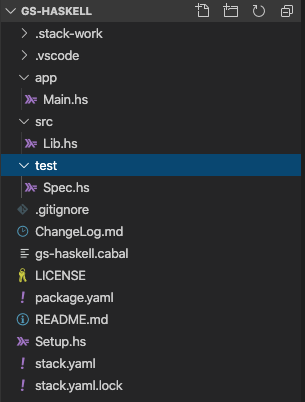 GS-HASKELL
.stack-work
.vscode
app
Main.hs
src
Lib.hs
test
Spec.hs
.gitignore
ChangeLog.md
gs-haskell.cabal
LICENSE
package.yaml
README.md
Setup.hs
stack.yaml
stack.yaml.lock